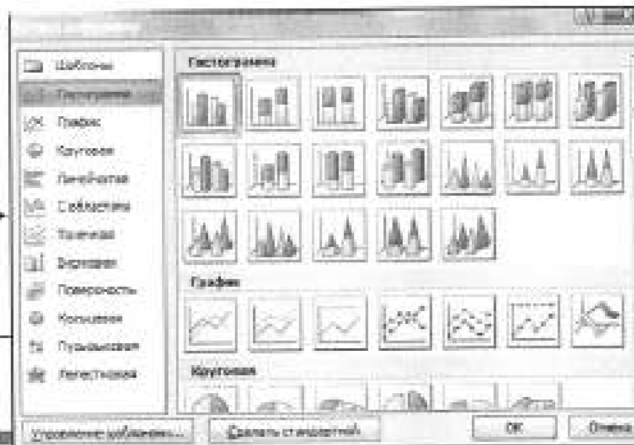 Шаблоны
Гистограмма
Гистограмма
График
Круговая
Линейчатая
С областями
Точечная
Биржевая
Поверхность
Кольцевая
Пузырьковая
Лепестковая
График
Круговая
Управление шаблонами...
Сделать стандартной
ОК
Отмена